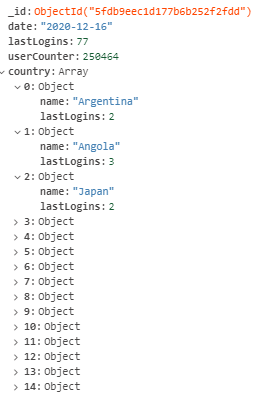 _id: ObjectId("5fdb9eec1d177b6b252f2fdd")
date: "2020-12-16"
lastLogins: 77
userCounter: 250464
country: Array
0: Object
name: "Argentina"
lastLogins: 2
1: Object
name: "Angola"
lastLogins: 3
2: Object
name: "Japan"
lastLogins: 2
3: Object
4: Object
5: Object
6: Object
7: Object
8: Object
9: Object
10: Object
11: Object
12: Object
13: Object
14: Object